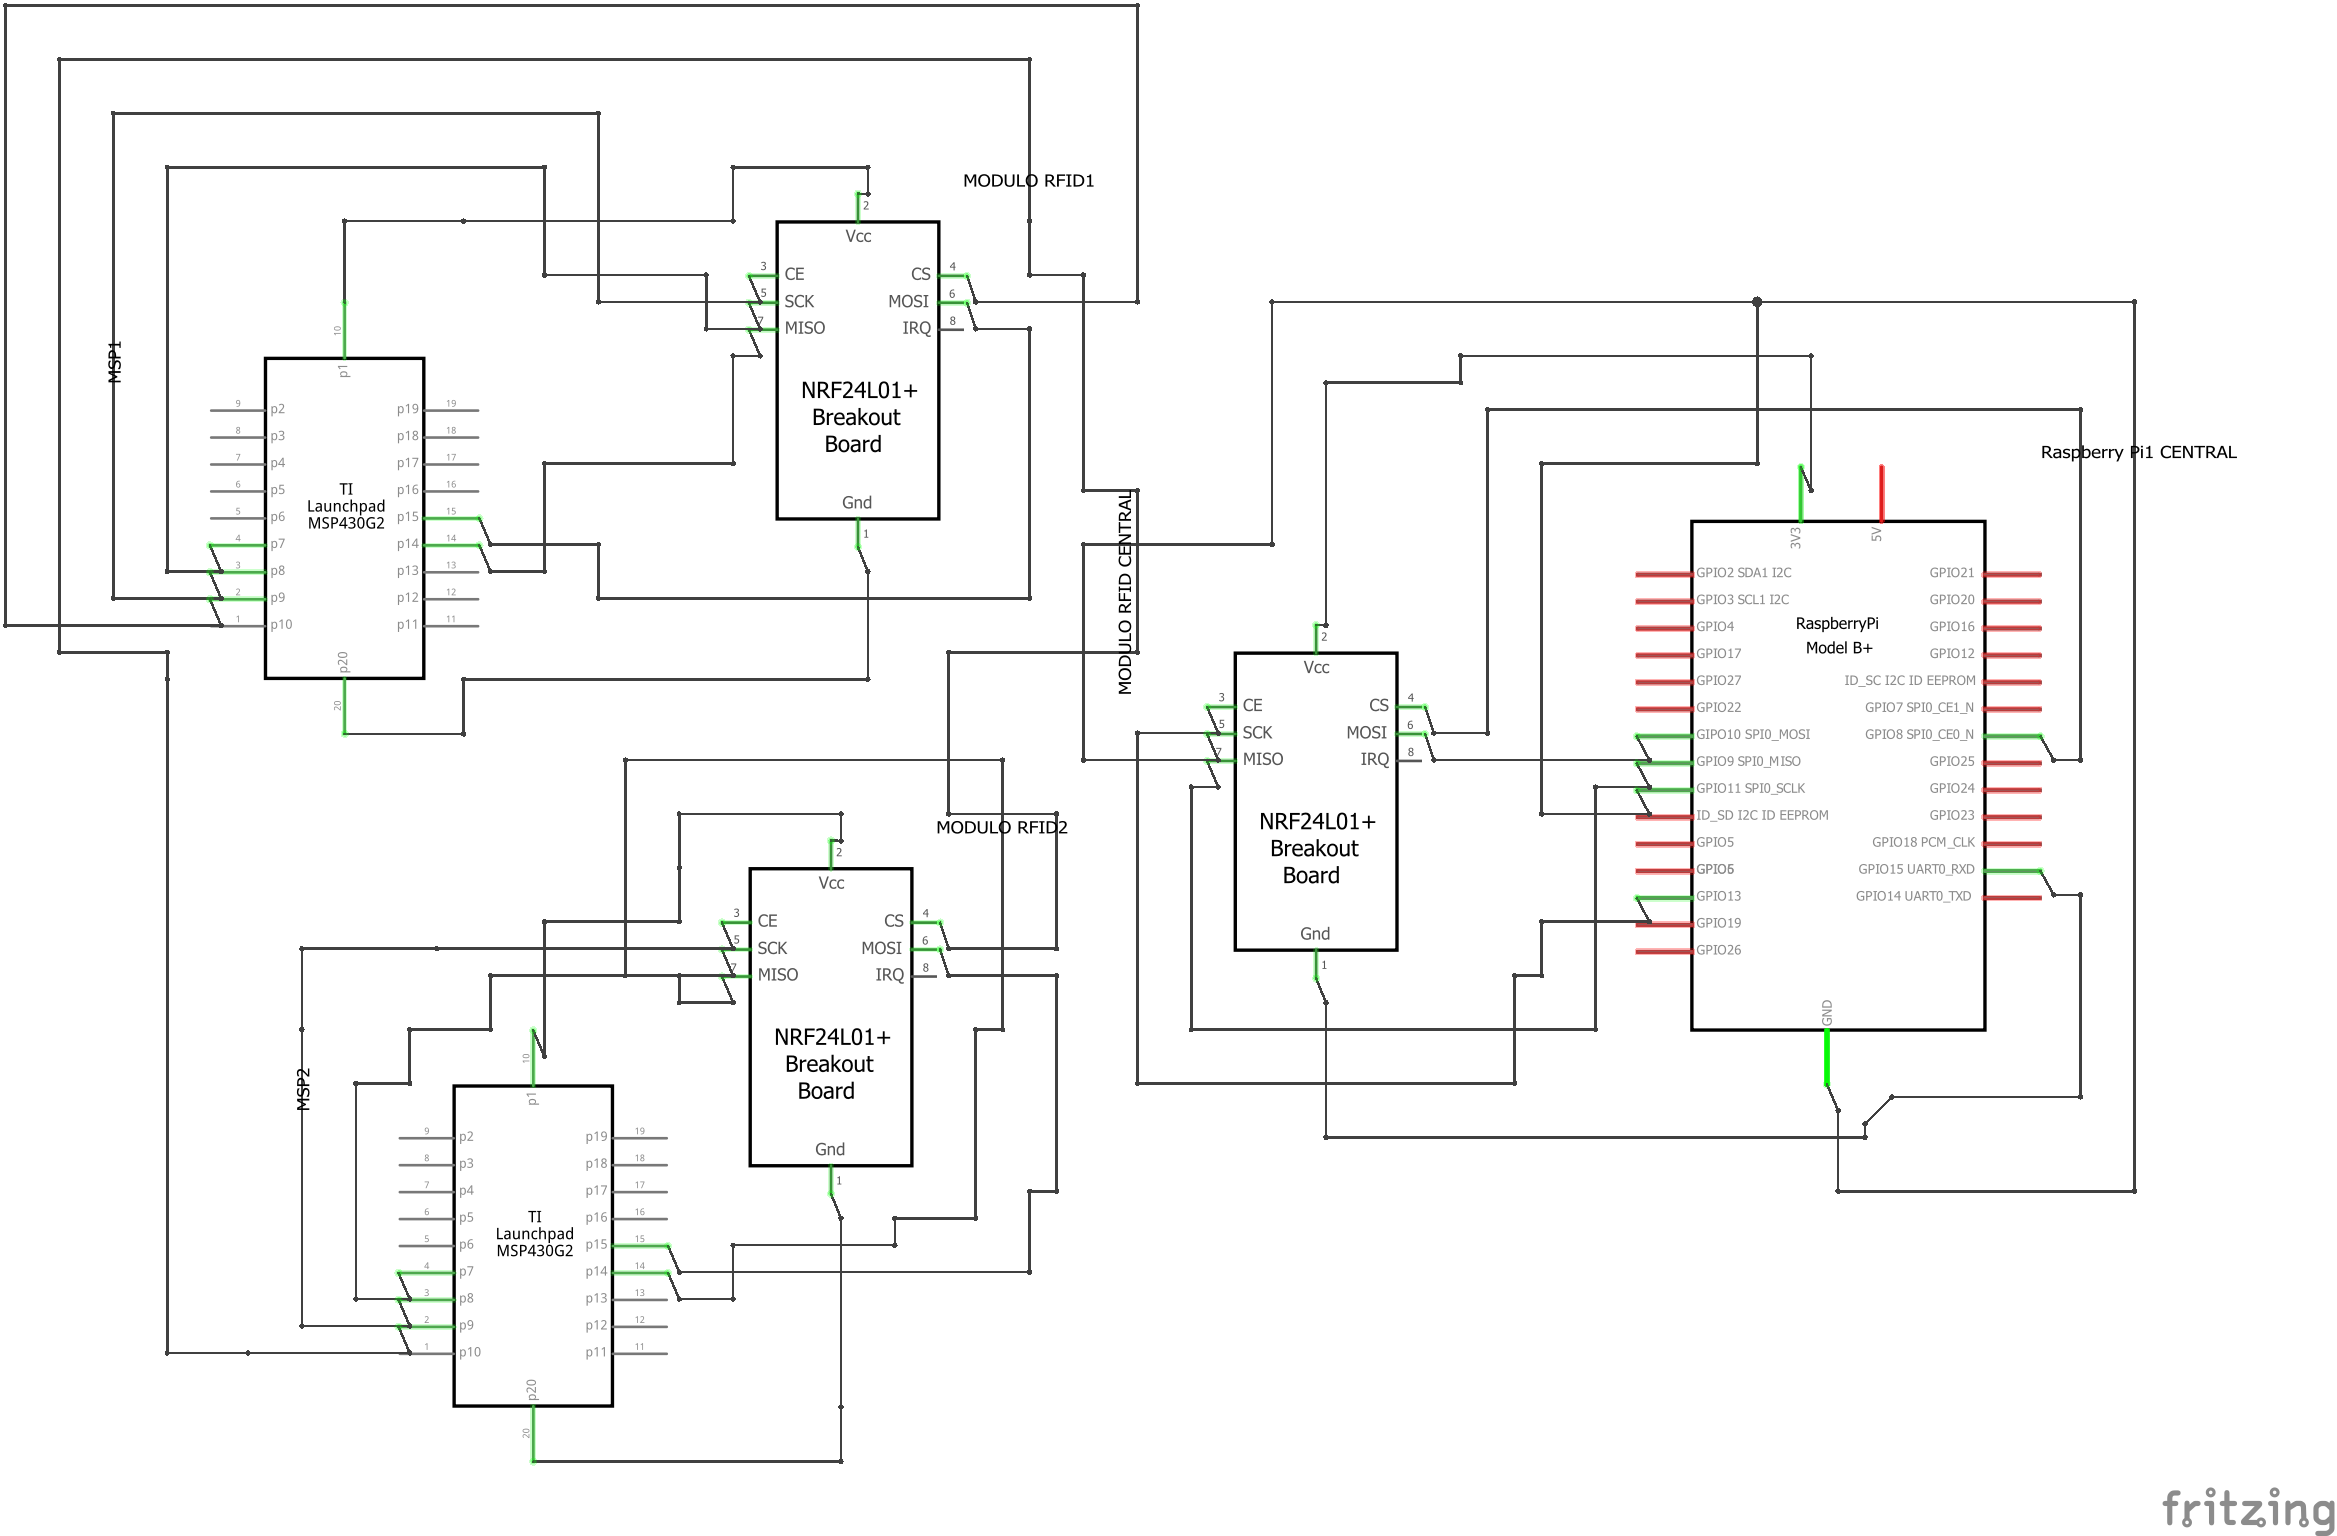 MODULO RFID1
2
Vcc
3
CE
CS
4
5
SCK
MOSI
6
7
MISO
IRQ
8
NRF24L01+
Breakout
Board
Gnd
1
MSP1
10
p1
9
p2
p19
19
8
p3
p18
18
7
p4
p17
17
6
p5
p16
16
5
p6
p15
15
4
p7
p14
14
3
p8
p13
13
2
p9
p12
12
1
p10
p11
11
TI
Launchpad
MSP430G2
p20
20
MODULO RFID CENTRAL
2
Vcc
3
CE
CS
4
5
SCK
MOSI
6
7
MISO
IRQ
8
NRF24L01+
Breakout
Board
Gnd
1
Raspberry Pi1 CENTRAL
3V3
5V
GPIO2 SDA1 I2C
GPIO21
GPIO3 SCL1 I2C
GPIO20
GPIO4
GPIO16
GPIO17
GPIO12
GPIO27
ID_SC I2C ID EEPROM
GPIO22
GPIO7 SPI0_CE1_N
GIPO10 SPI0_MOSI
GPIO8 SPI0_CE0_N
GPIO9 SPI0_MISO
GPIO25
GPIO11 SPI0_SCLK
GPIO24
ID_SD I2C ID EEPROM
GPIO23
GPIO5
GPIO18 PCM_CLK
GPIO6
GPIO15 UART0_RXD
GPIO13
GPIO14 UART0_TXD
GPIO19
GPIO26
RaspberryPi
Model B+
GND
MODULO RFID2
2
Vcc
3
CE
CS
4
5
SCK
MOSI
6
7
MISO
IRQ
8
NRF24L01+
Breakout
Board
Gnd
1
MSP2
10
p1
9
p2
p19
19
8
p3
p18
18
7
p4
p17
17
6
p5
p16
16
5
p6
p15
15
4
p7
p14
14
3
p8
p13
13
2
p9
p12
12
1
p10
p11
11
TI
Launchpad
MSP430G2
p20
20
fritzing